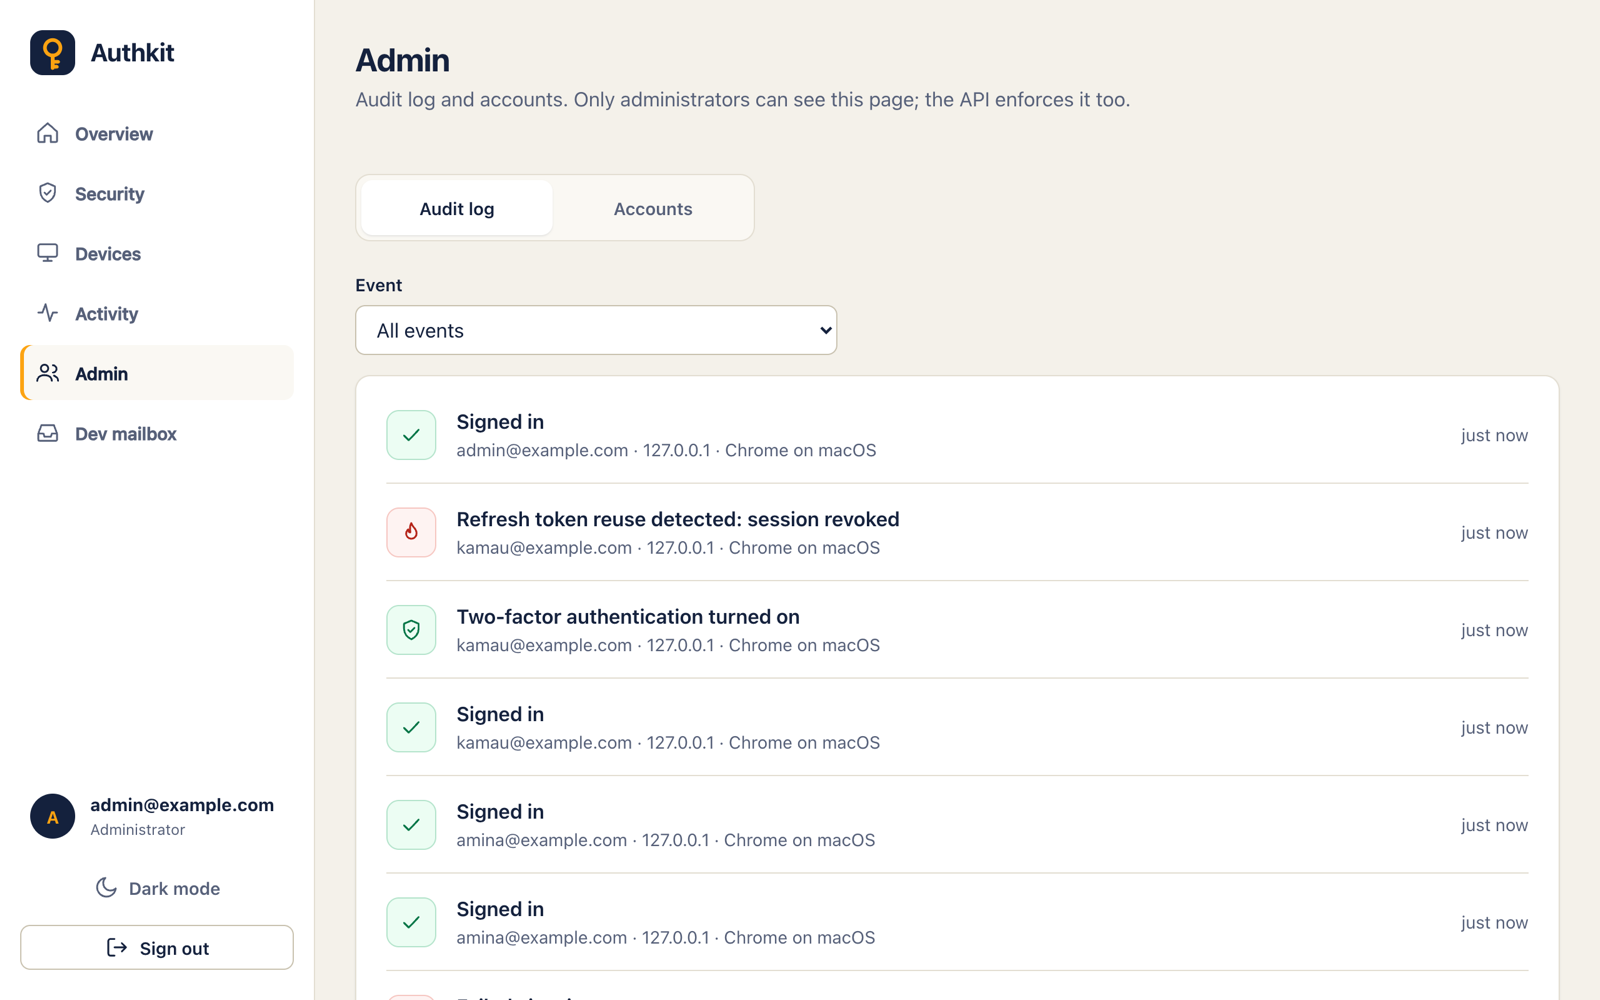 Authkit
Overview
Security
Devices
Activity
Admin
Dev mailbox
A
admin@example.com
Administrator
Dark mode
Sign out
Admin
Audit log and accounts. Only administrators can see this page; the API enforces it too.
Audit log
Accounts
Event
All events
Signed in
admin@example.com · 127.0.0.1 · Chrome on macOS
just now
Refresh token reuse detected: session revoked
kamau@example.com · 127.0.0.1 · Chrome on macOS
just now
Two-factor authentication turned on
kamau@example.com · 127.0.0.1 · Chrome on macOS
just now
Signed in
kamau@example.com · 127.0.0.1 · Chrome on macOS
just now
Signed in
amina@example.com · 127.0.0.1 · Chrome on macOS
just now
Signed in
amina@example.com · 127.0.0.1 · Chrome on macOS
just now